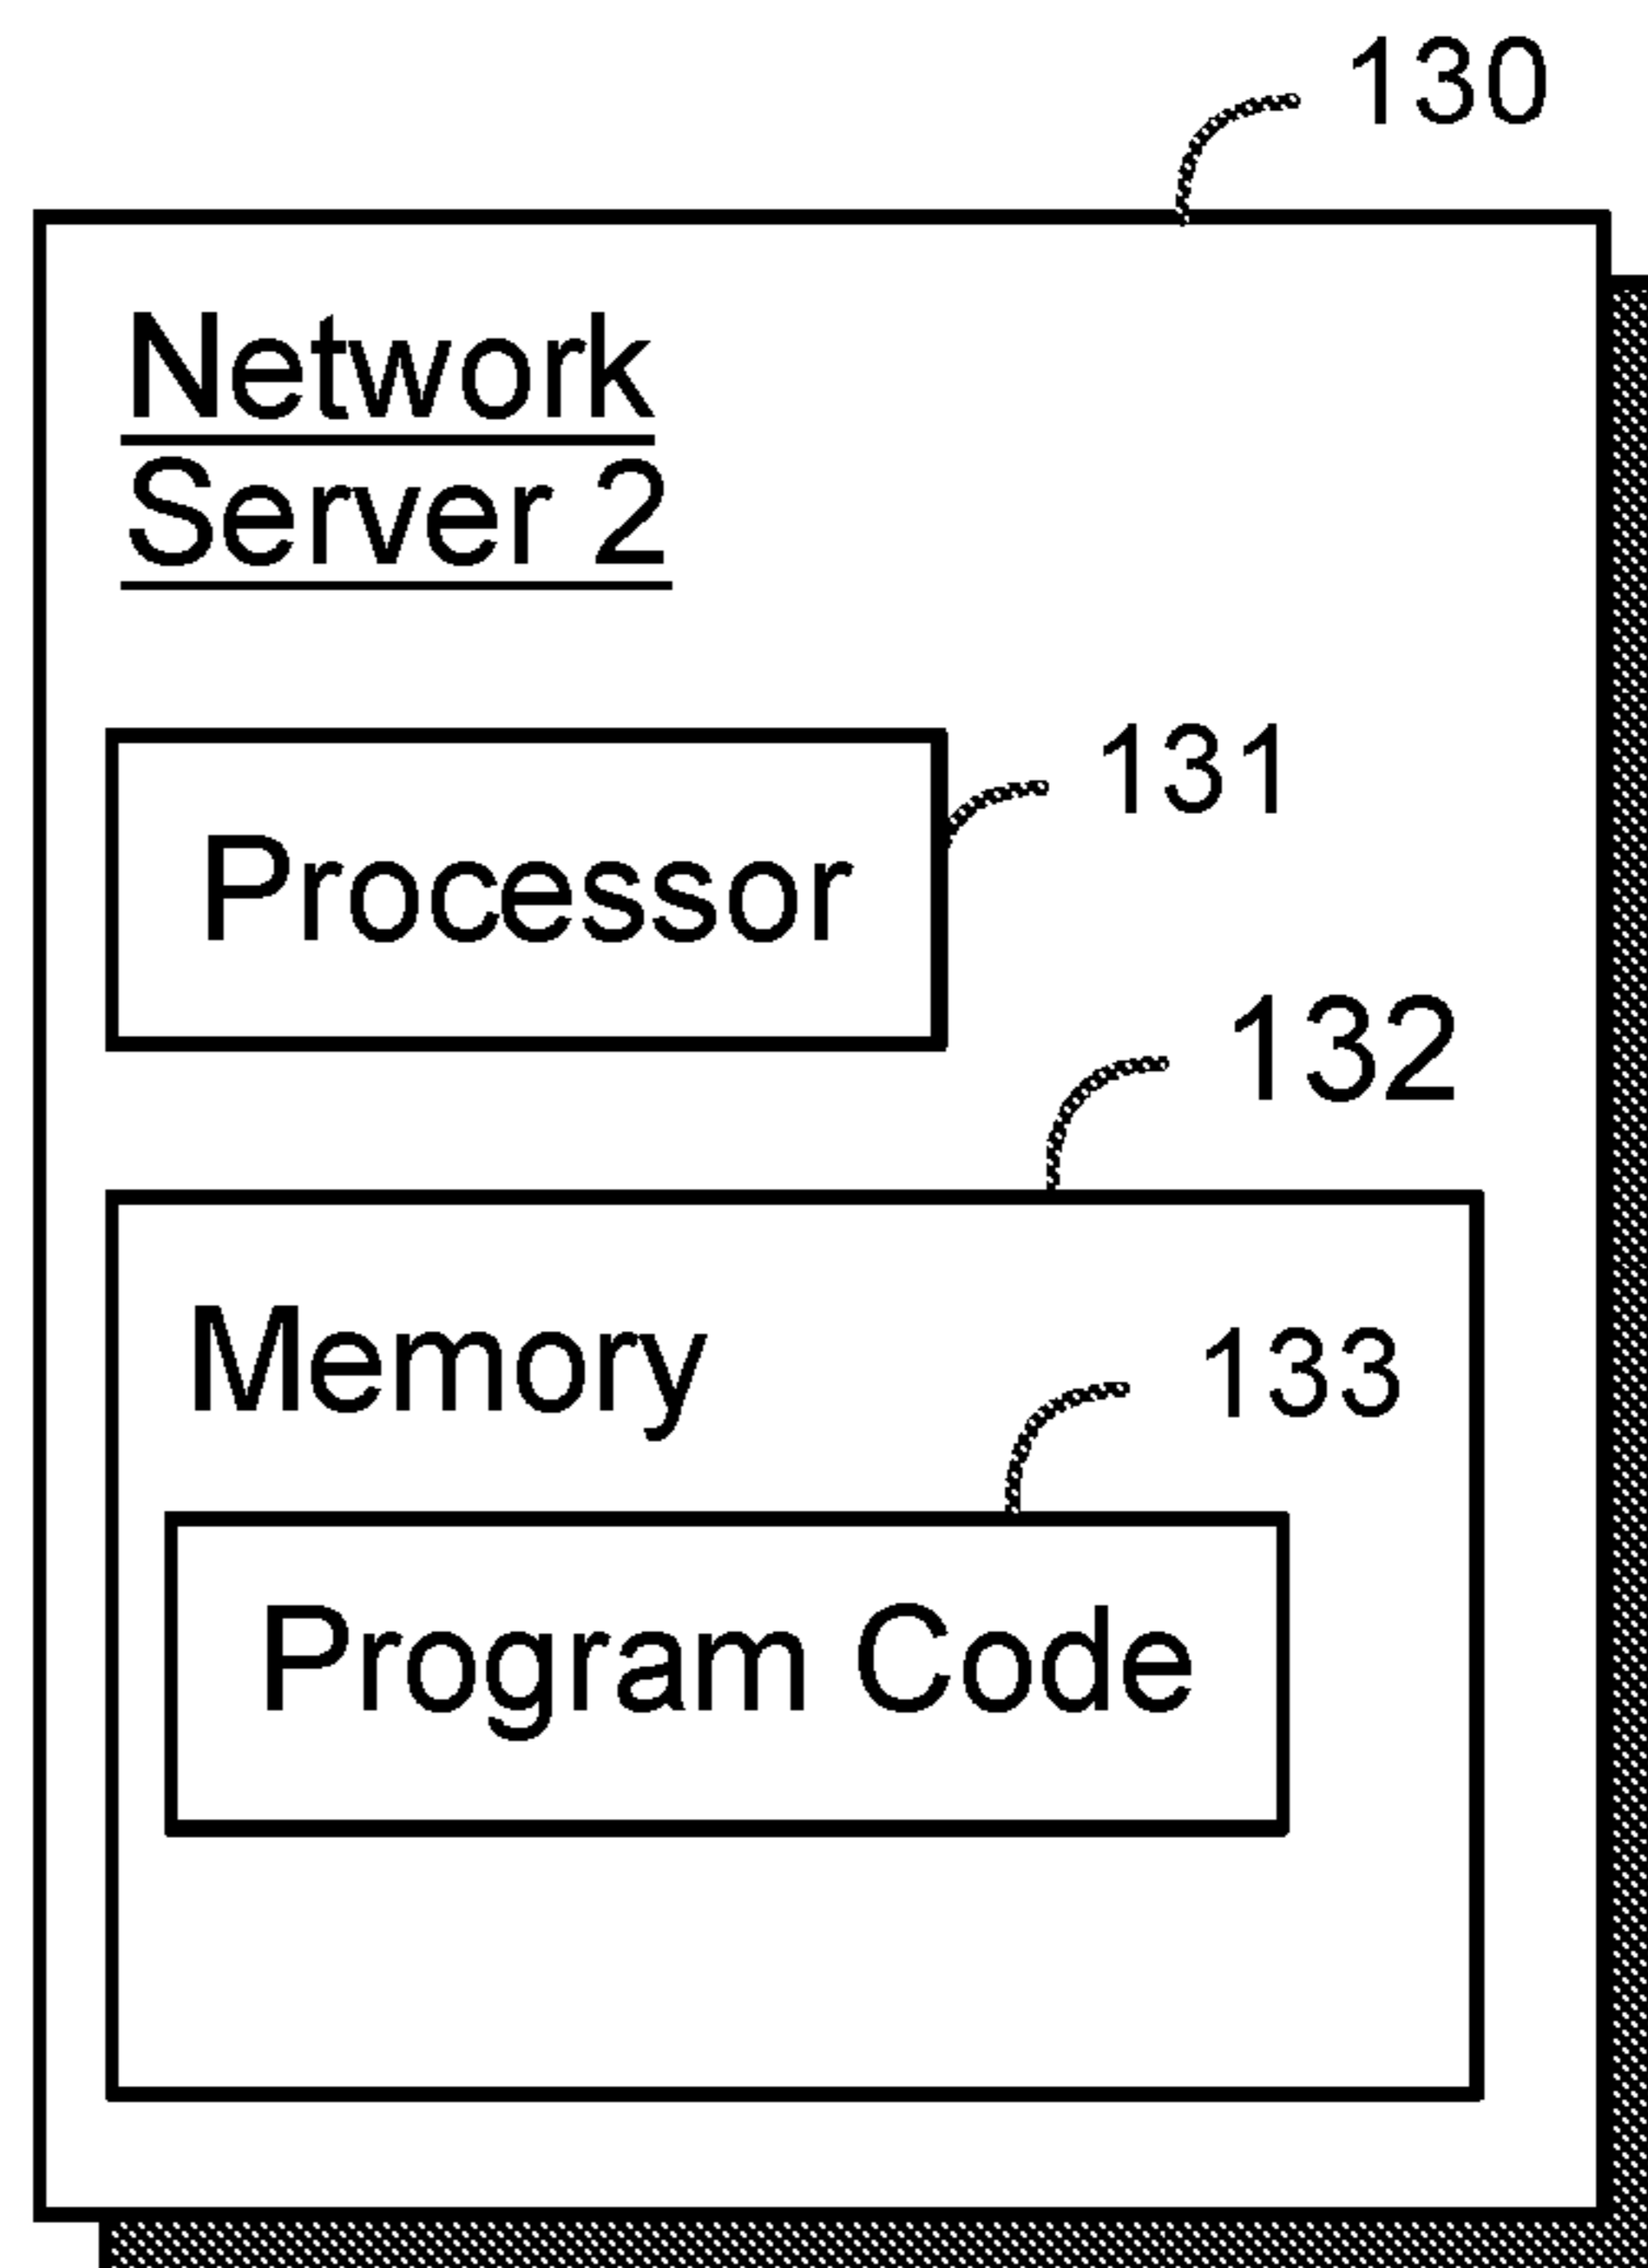 130
Network
Server 2
131
Processor
132
Memory
133
Program Code